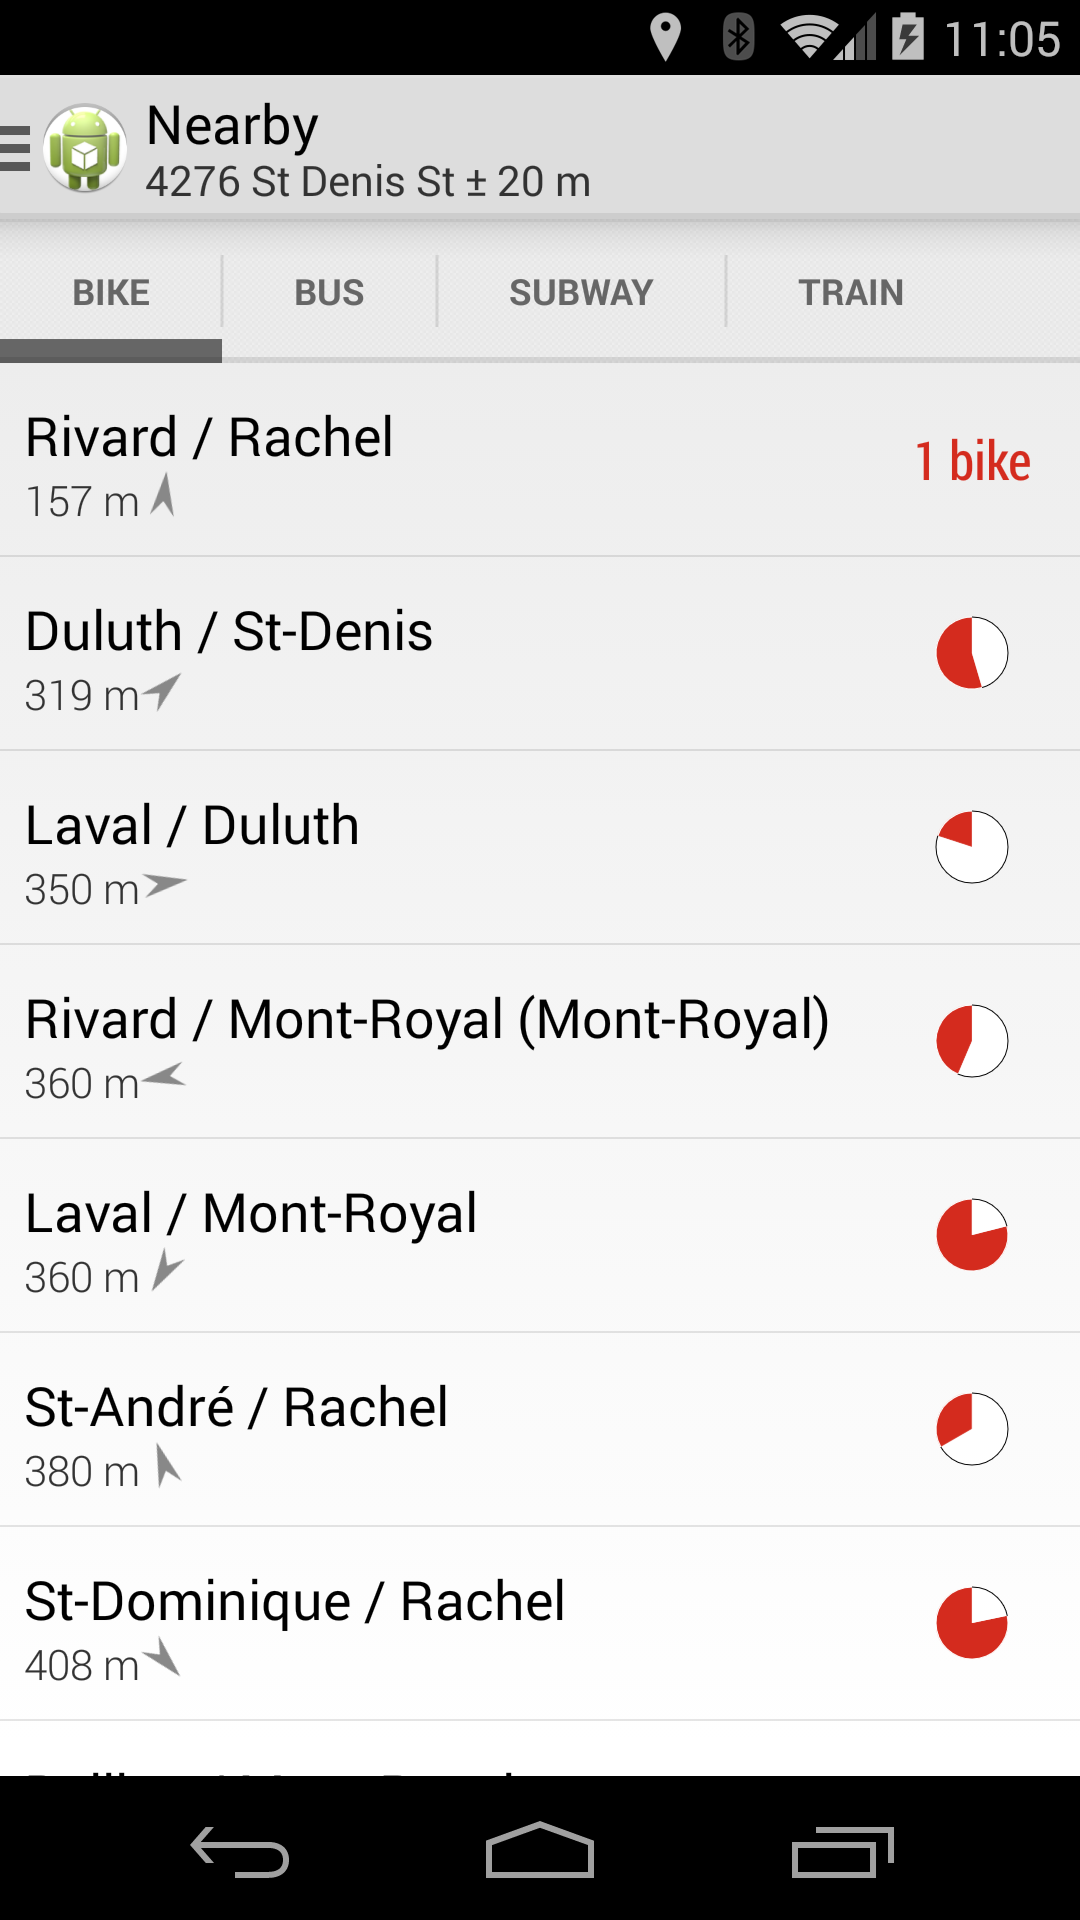 11:05
Nearby
4276 St Denis St ± 20 m
BIKE
BUS
SUBWAY
TRAIN
Rivard / Rachel
1 bike
157 m
Duluth / St-Denis
319 m
Laval / Duluth
350 m
Rivard / Mont-Royal (Mont-Royal)
360 m
Laval / Mont-Royal
360 m
St-André / Rachel
380 m
St-Dominique / Rachel
408 m